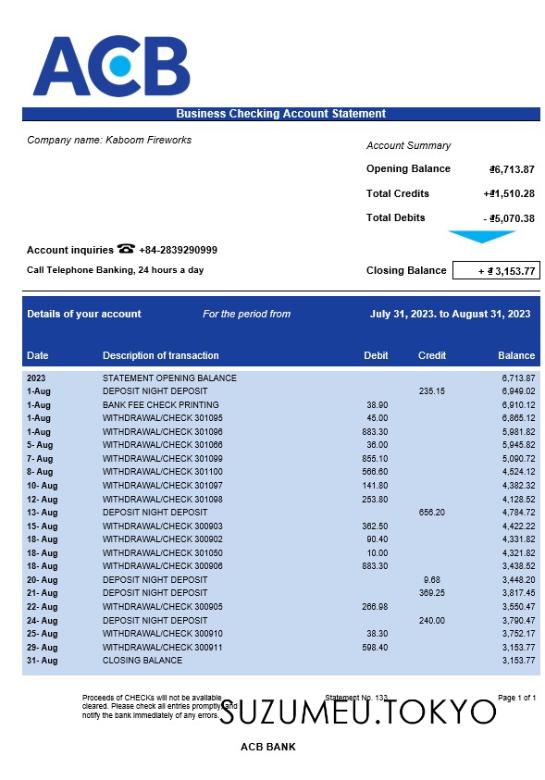 ACB
Business Checking Account Statement
Company name: Kaboom Fireworks
Account Summary
Opening Balance ₫6,713.87
Total Credits +₫1,510.28
Total Debits - ₫5,070.38
Account inquiries ☎ +84-2839290999
Call Telephone Banking, 24 hours a day
Closing Balance + ₫ 3,153.77
Details of your account For the period from July 31, 2023. to August 31, 2023
Date Description of transaction Debit Credit Balance
2023 STATEMENT OPENING BALANCE 6,713.87
1-Aug DEPOSIT NIGHT DEPOSIT 235.15 6,949.02
1-Aug BANK FEE CHECK PRINTING 38.90 6,910.12
1-Aug WITHDRAWAL/CHECK 301095 45.00 6,865.12
1-Aug WITHDRAWAL/CHECK 301096 883.30 5,981.82
5- Aug WITHDRAWAL/CHECK 301066 36.00 5,945.82
7- Aug WITHDRAWAL/CHECK 301099 855.10 5,090.72
8- Aug WITHDRAWAL/CHECK 301100 566.60 4,524.12
10- Aug WITHDRAWAL/CHECK 301097 141.80 4,382.32
12- Aug WITHDRAWAL/CHECK 301098 253.80 4,128.52
13- Aug DEPOSIT NIGHT DEPOSIT 656.20 4,784.72
15- Aug WITHDRAWAL/CHECK 300903 362.50 4,422.22
18- Aug WITHDRAWAL/CHECK 300902 90.40 4,331.82
18- Aug WITHDRAWAL/CHECK 301050 10.00 4,321.82
18- Aug WITHDRAWAL/CHECK 300906 883.30 3,438.52
20- Aug DEPOSIT NIGHT DEPOSIT 9.68 3,448.20
21- Aug DEPOSIT NIGHT DEPOSIT 369.25 3,817.45
22- Aug WITHDRAWAL/CHECK 300905 266.98 3,550.47
24- Aug DEPOSIT NIGHT DEPOSIT 240.00 3,790.47
25- Aug WITHDRAWAL/CHECK 300910 38.30 3,752.17
29- Aug WITHDRAWAL/CHECK 300911 598.40 3,153.77
31- Aug CLOSING BALANCE 3,153.77
Proceeds of CHECKs will not be available Statement No. 133 Page 1 of 1
cleared. Please check all entries promptly and
notify the bank immediately of any errors.
SUZUMEU.TOKYO
ACB BANK